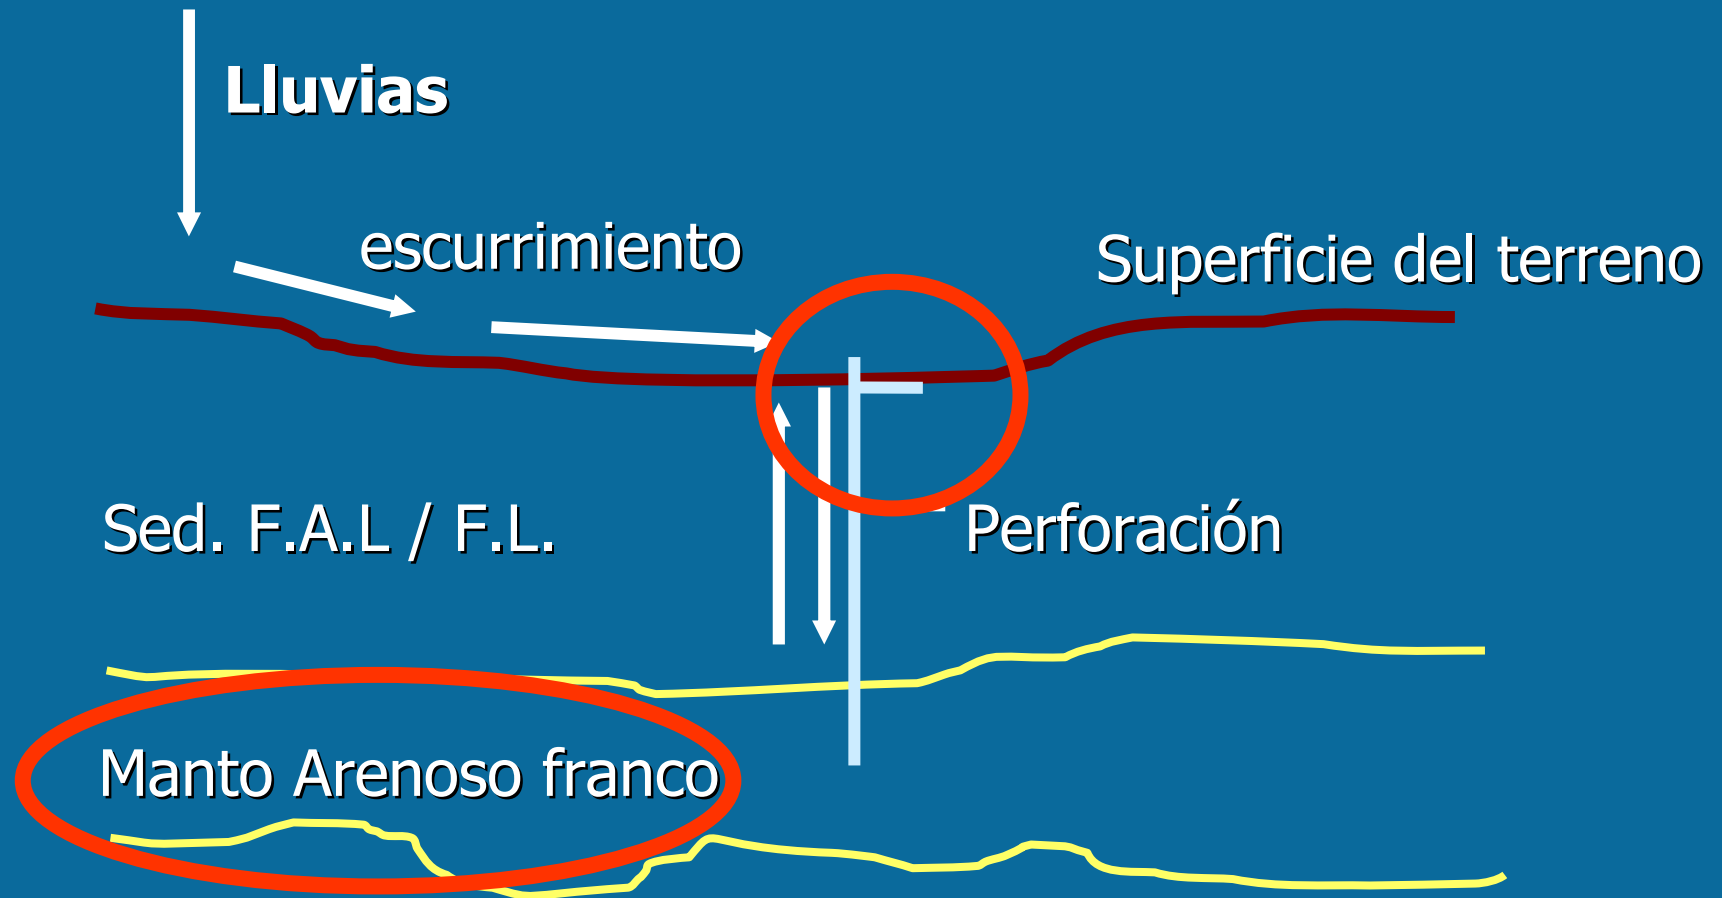 Lluvias
escurrimiento
Superficie del terreno
Sed. F.A.L / F.L.
Perforación
Manto Arenoso franco